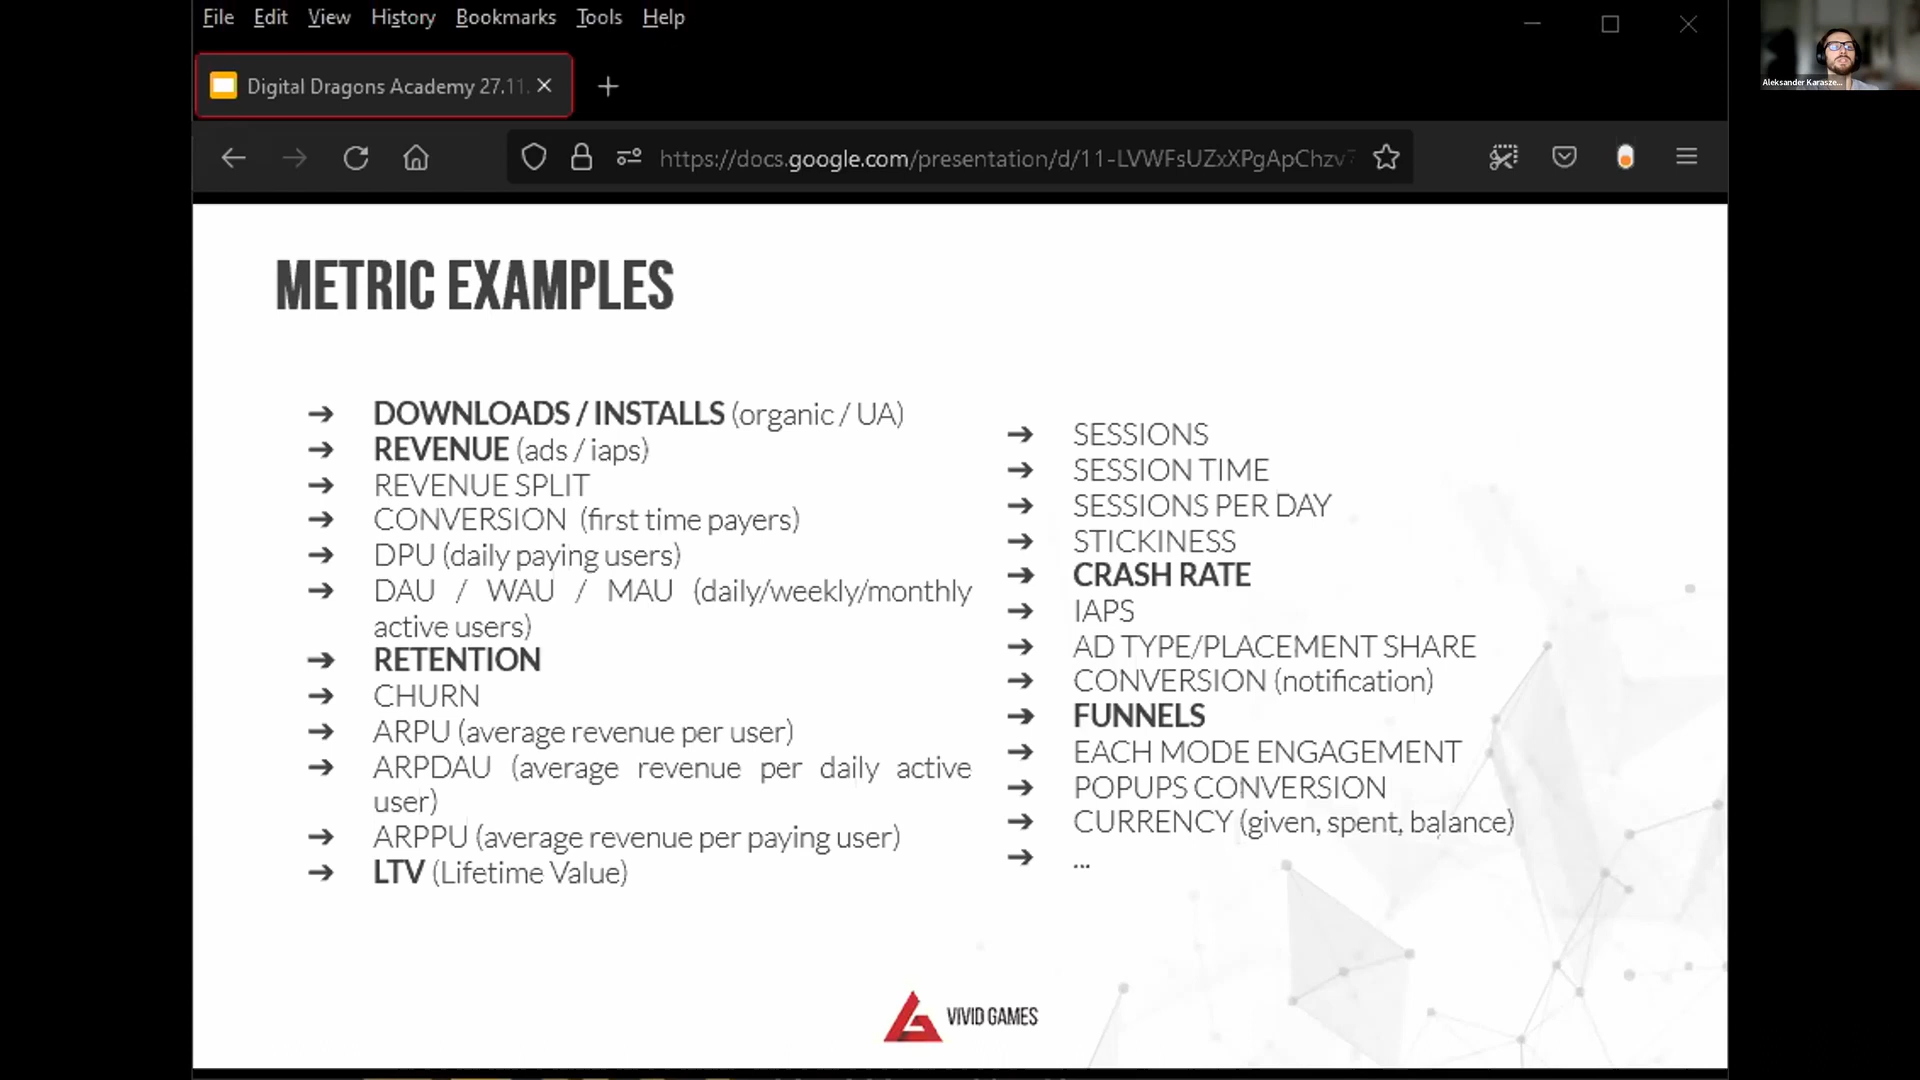 File Edit View History Bookmarks Tools Help
Digital Dragons Academy 27.11.
https://docs.google.com/presentation/d/11-LVWFsUZxXPgApChzv
Aleksander Karasze...
METRIC EXAMPLES
➔ DOWNLOADS / INSTALLS (organic / UA)
➔ REVENUE (ads / iaps)
➔ REVENUE SPLIT
➔ CONVERSION (first time payers)
➔ DPU (daily paying users)
➔ DAU / WAU / MAU (daily/weekly/monthly
active users)
➔ RETENTION
➔ CHURN
➔ ARPU (average revenue per user)
➔ ARPDAU (average revenue per daily active
user)
➔ ARPPU (average revenue per paying user)
➔ LTV (Lifetime Value)
➔ SESSIONS
➔ SESSION TIME
➔ SESSIONS PER DAY
➔ STICKINESS
➔ CRASH RATE
➔ IAPS
➔ AD TYPE/PLACEMENT SHARE
➔ CONVERSION (notification)
➔ FUNNELS
➔ EACH MODE ENGAGEMENT
➔ POPUPS CONVERSION
➔ CURRENCY (given, spent, balance)
➔ ...
VIVID GAMES